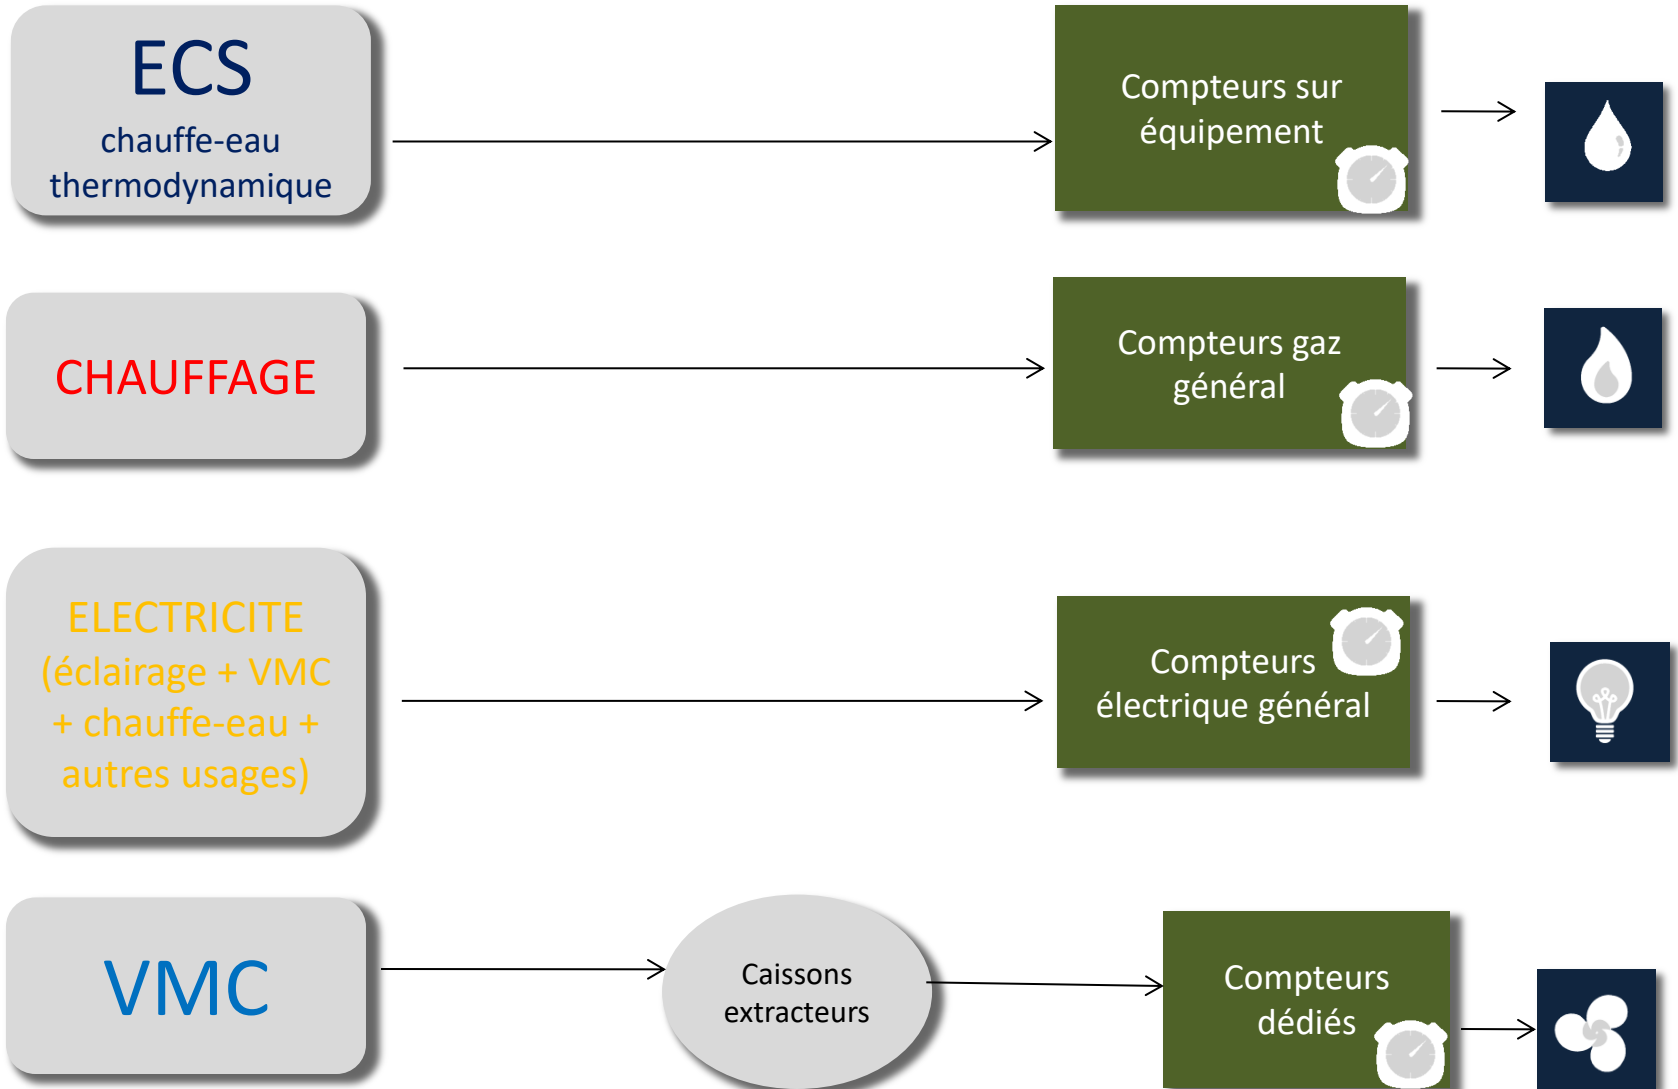 ECS
chauffe-eau
thermodynamique
Compteurs sur
équipement
CHAUFFAGE
Compteurs gaz
général
ELECTRICITE
(éclairage + VMC
+ chauffe-eau +
autres usages)
Compteurs
électrique général
VMC
Caissons
extracteurs
Compteurs
dédiés